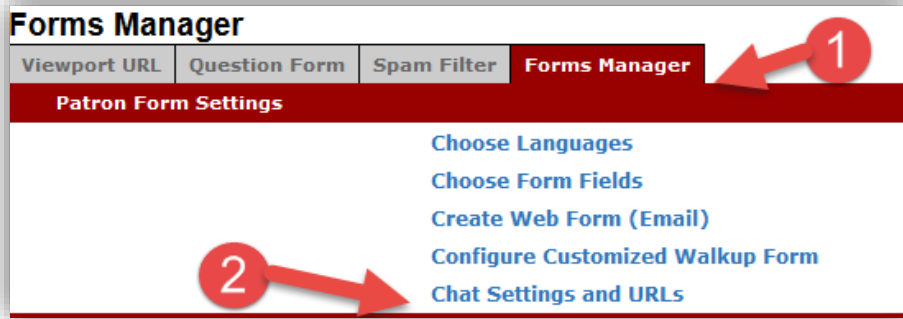 Forms Manager
Viewport URL Question Form Spam Filter Forms Manager
1
Patron Form Settings
Choose Languages
Choose Form Fields
Create Web Form (Email)
Configure Customized Walkup Form
2
Chat Settings and URLs